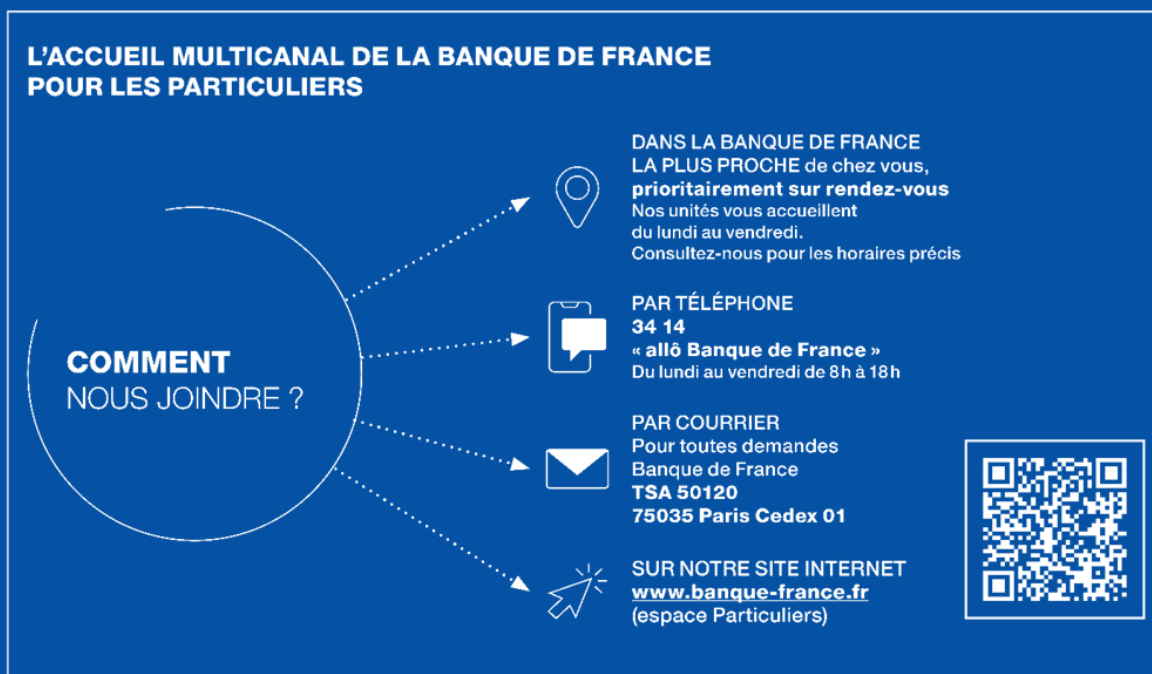 L'ACCUEIL MULTICANAL DE LA BANQUE DE FRANCE
POUR LES PARTICULIERS
COMMENT
NOUS JOINDRE ?
DANS LA BANQUE DE FRANCE
LA PLUS PROCHE de chez vous,
prioritairement sur rendez-vous
Nos unités vous accueillent
du lundi au vendredi.
Consultez-nous pour les horaires précis
PAR TÉLÉPHONE
34 14
« allô Banque de France »
Du lundi au vendredi de 8h à 18h
PAR COURRIER
Pour toutes demandes
Banque de France
TSA 50120
75035 Paris Cedex 01
SUR NOTRE SITE INTERNET
www.banque-france.fr
(espace Particuliers)